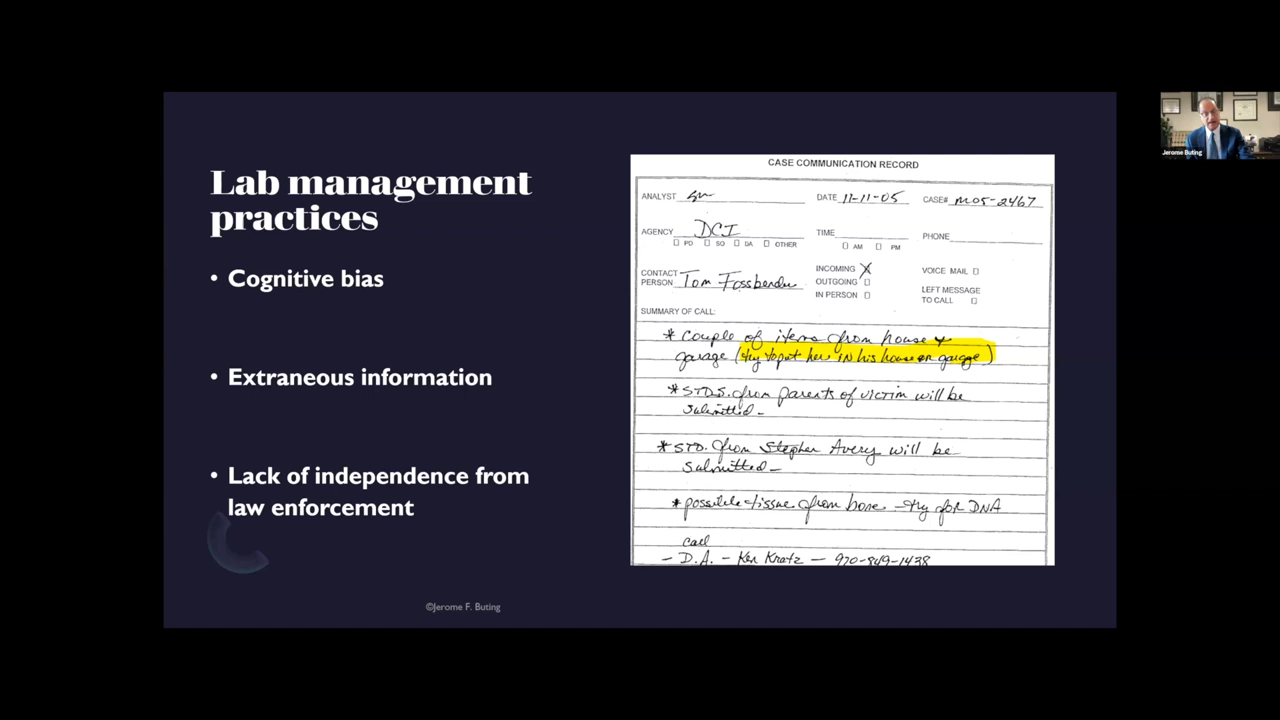 Lab management
practices
• Cognitive bias
• Extraneous information
• Lack of independence from
law enforcement
©Jerome F. Buting
CASE COMMUNICATION RECORD
ANALYST
DATE 11-11-05 CASE# M05-2467
AGENCY DCI
PD SO DA OTHER
TIME
AM PM
PHONE
CONTACT
PERSON Tom Fassbender
INCOMING X
OUTGOING
IN PERSON
VOICE MAIL
LEFT MESSAGE
TO CALL
SUMMARY OF CALL:
* Couple of items from house +
garage (try to put her IN his house or garage)
* STDS. from parents of victim will be
submitted -
* STD. from Stephen Avery will be
submitted -
* possible tissue from bone - try for DNA
call
- D.A. - Ken Kratz - 970-849-1438
Jerome Buting